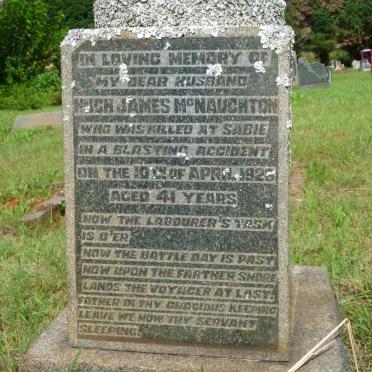 IN LOVING MEMORY OF
MY DEAR HUSBAND
HUGH JAMES McNAUGHTON
WHO WAS KILLED AT SABIE
IN A BLASTING ACCIDENT
ON THE 10TH OF APRIL
AGED 41 YEARS
NOW THE LABOURER'S TASK
IS O'ER
NOW THE BATTLE DAY IS PAST
NOW UPON THE FARTHER SHORE
LANDS THE VOYAGER AT LAST
FATHER IN THY GRACIOUS KEEPING
LEAVE WE NOW THY SERVANT
SLEEPING